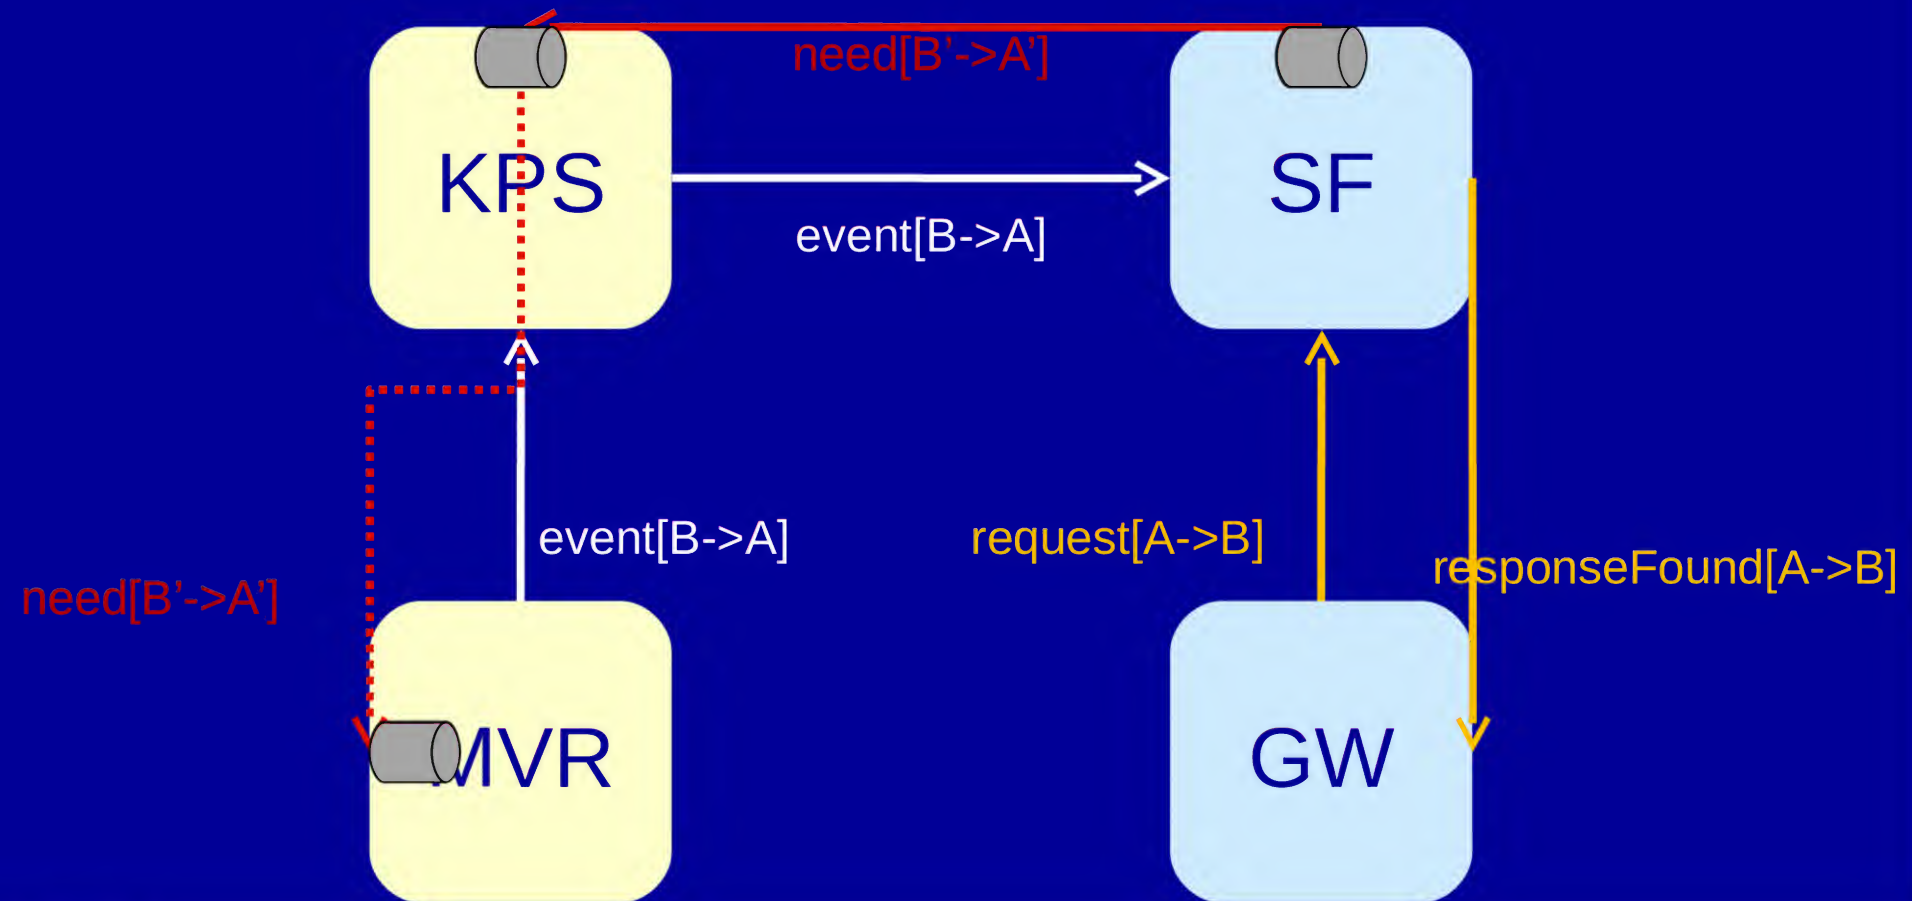 need[B’->A’]
KPS
SF
event[B->A]
event[B->A]
request[A->B]
responseFound[A->B]
need[B’->A’]
MVR
GW